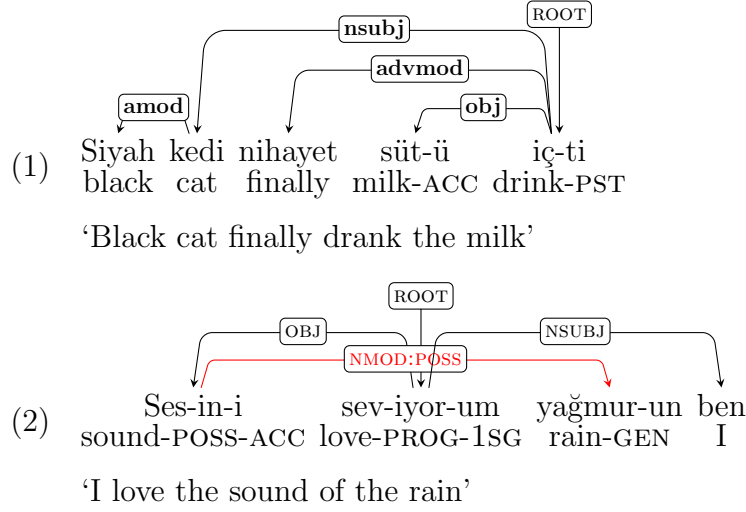 ROOT
nsubj
advmod
amod
obj
(1)
Siyah kedi nihayet süt-ü iç-ti
black cat finally milk-ACC drink-PST
‘Black cat finally drank the milk’
ROOT
OBJ NSUBJ
NMOD:POSS
(2)
Ses-in-i sev-iyor-um yağmur-un ben
sound-POSS-ACC love-PROG-1SG rain-GEN I
‘I love the sound of the rain’